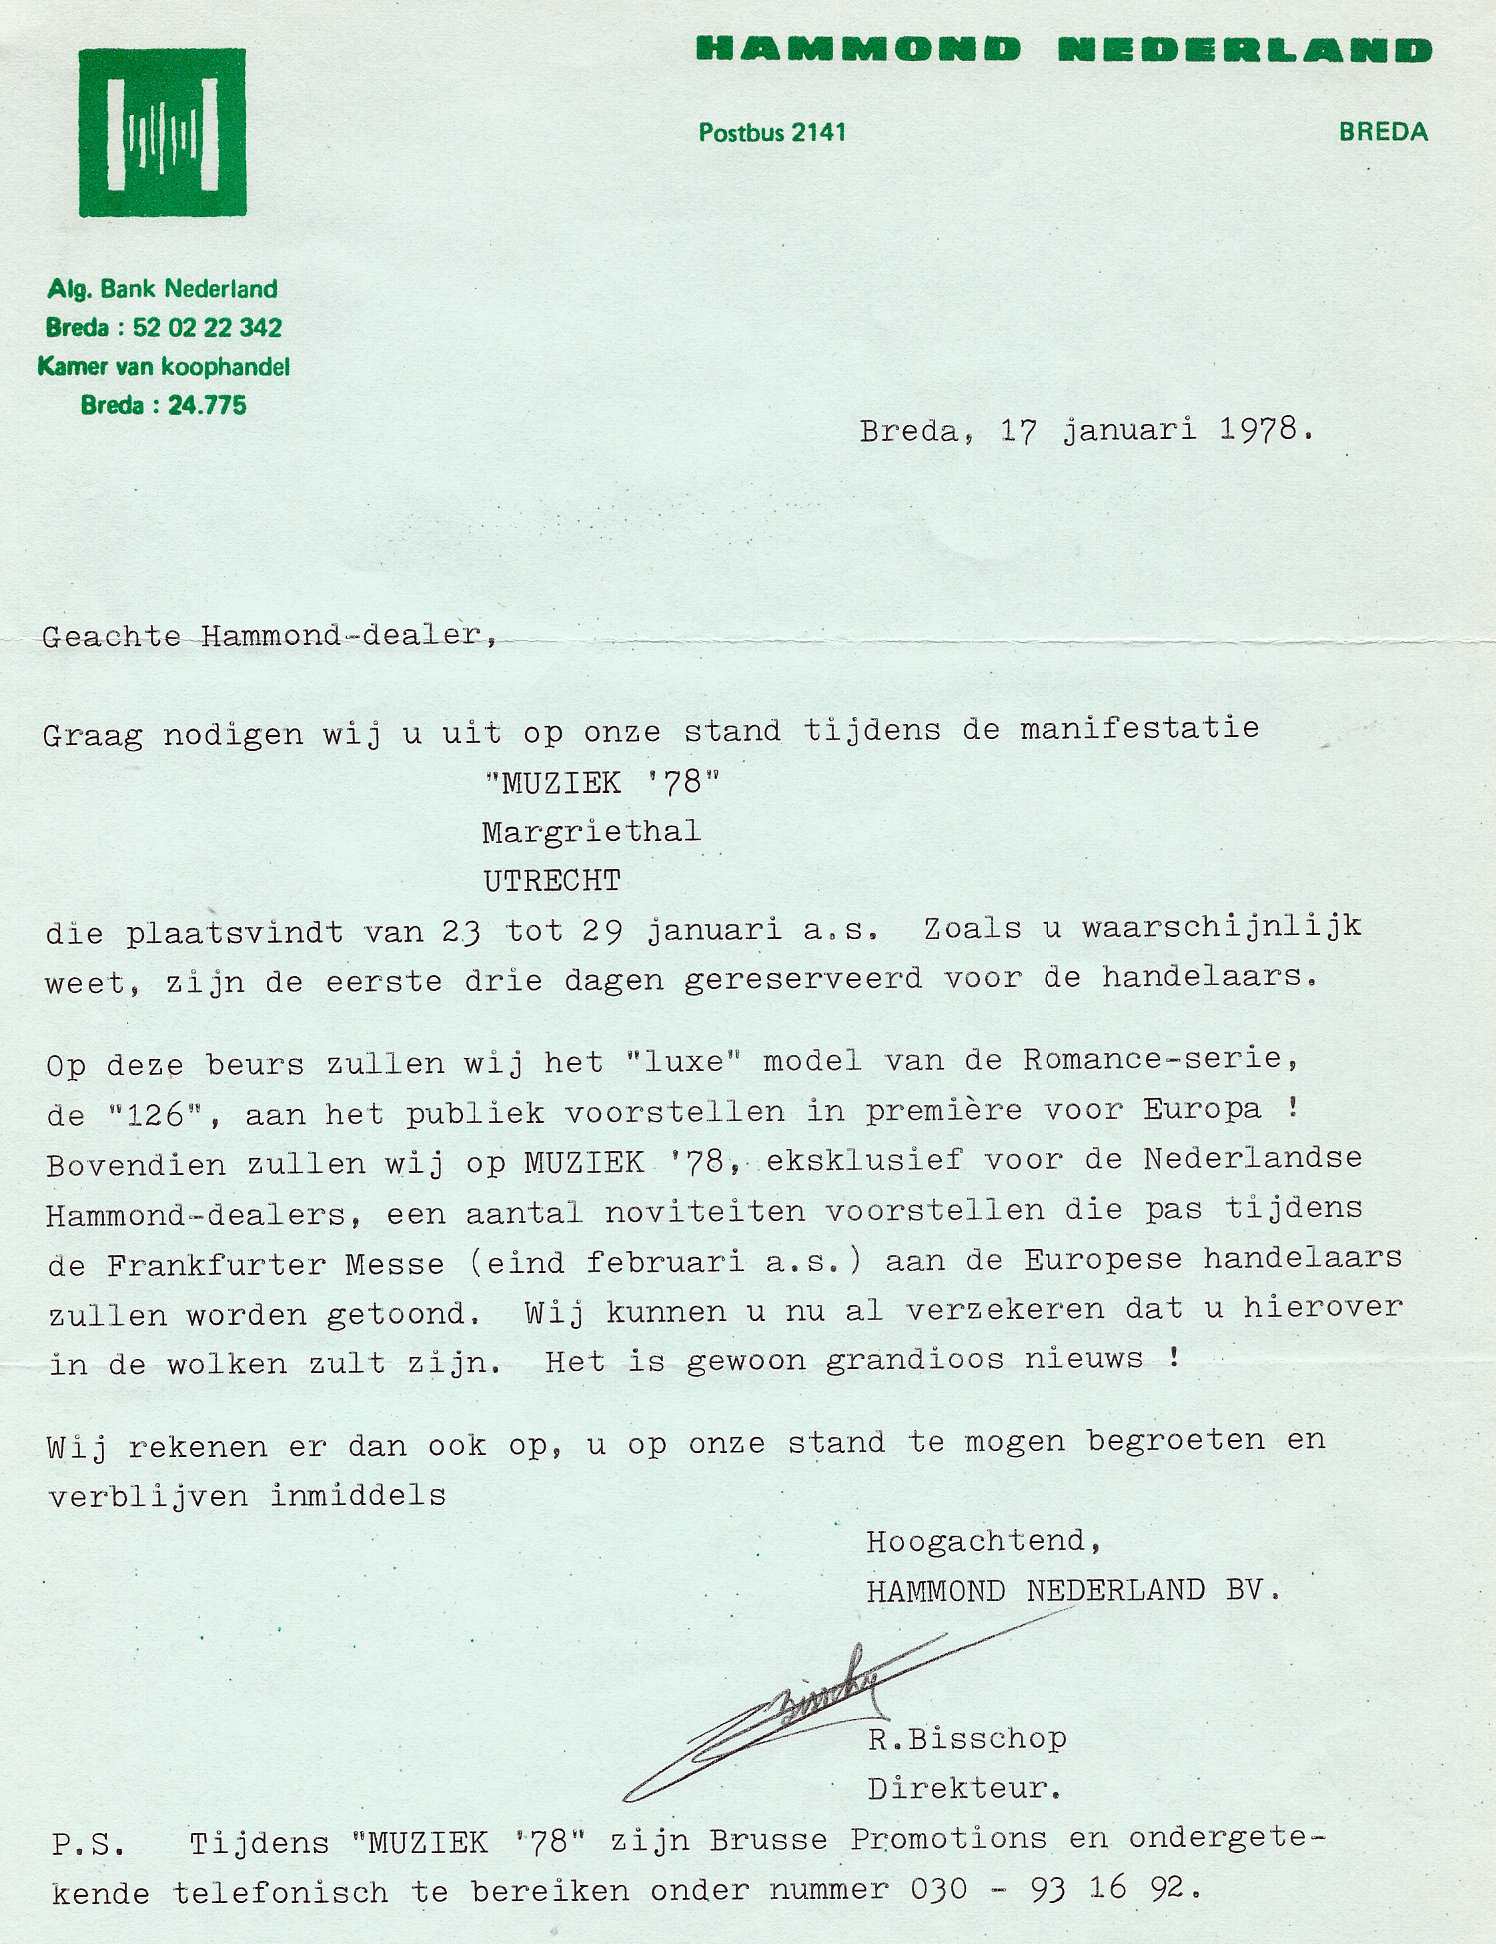 HAMMOND NEDERLAND
Postbus 2141 BREDA
Alg. Bank Nederland
Breda : 52 02 22 342
Kamer van koophandel
Breda : 24.775
Breda, 17 januari 1978.
Geachte Hammond-dealer,
Graag nodigen wij u uit op onze stand tijdens de manifestatie
"MUZIEK '78"
Margriethal
UTRECHT
die plaatsvindt van 23 tot 29 januari a.s. Zoals u waarschijnlijk
weet, zijn de eerste drie dagen gereserveerd voor de handelaars.
Op deze beurs zullen wij het "luxe" model van de Romance-serie,
de "126", aan het publiek voorstellen in première voor Europa !
Bovendien zullen wij op MUZIEK '78, eksklusief voor de Nederlandse
Hammond-dealers, een aantal noviteiten voorstellen die pas tijdens
de Frankfurter Messe (eind februari a.s.) aan de Europese handelaars
zullen worden getoond. Wij kunnen u nu al verzekeren dat u hierover
in de wolken zult zijn. Het is gewoon grandioos nieuws !
Wij rekenen er dan ook op, u op onze stand te mogen begroeten en
verblijven inmiddels
Hoogachtend,
HAMMOND NEDERLAND BV.
R.Bisschop
Direkteur.
P.S. Tijdens "MUZIEK '78" zijn Brusse Promotions en ondergete-
kende telefonisch te bereiken onder nummer 030 - 93 16 92.